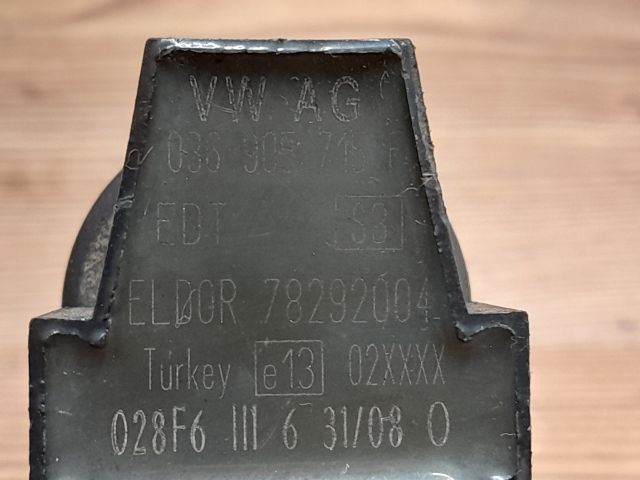 VW AG
036 905 715 F
EDT S3
ELDOR 78292004
Turkey e13 02XXXX
028F6 III 6 31/08 0